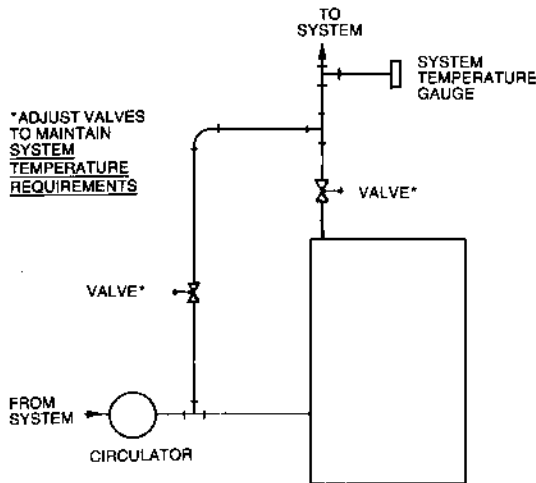 TO
SYSTEM
SYSTEM
TEMPERATURE
GAUGE
*ADJUST VALVES
TO MAINTAIN
SYSTEM
TEMPERATURE
REQUIREMENTS
VALVE*
VALVE*
FROM
SYSTEM
CIRCULATOR